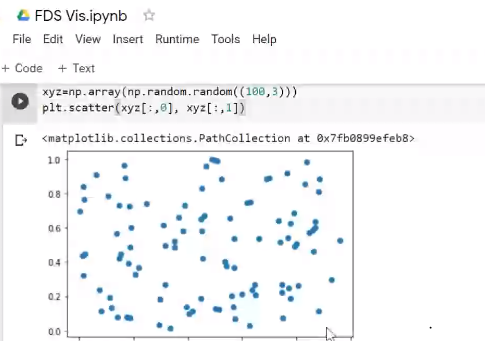 FDS Vis.ipynb
File Edit View Insert Runtime Tools Help
+ Code + Text
xyz=np.array(np.random.random((100,3)))
plt.scatter(xyz[:,0], xyz[:,1])
<matplotlib.collections.PathCollection at 0x7fb0899efeb8>
1.0
0.8
0.6
0.4
0.2
0.0